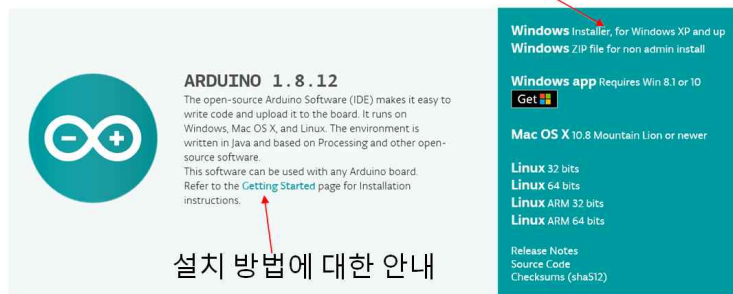 ARDUINO 1.8.12
The open-source Arduino Software (IDE) makes it easy to
write code and upload it to the board. It runs on
Windows, Mac OS X, and Linux. The environment is
written in Java and based on Processing and other open-
source software.
This software can be used with any Arduino board.
Refer to the Getting Started page for Installation
instructions.
설치 방법에 대한 안내
Windows Installer, for Windows XP and up
Windows ZIP file for non admin install
Windows app Requires Win 8.1 or 10
Get
Mac OS X 10.8 Mountain Lion or newer
Linux 32 bits
Linux 64 bits
Linux ARM 32 bits
Linux ARM 64 bits
Release Notes
Source Code
Checksums (sha512)